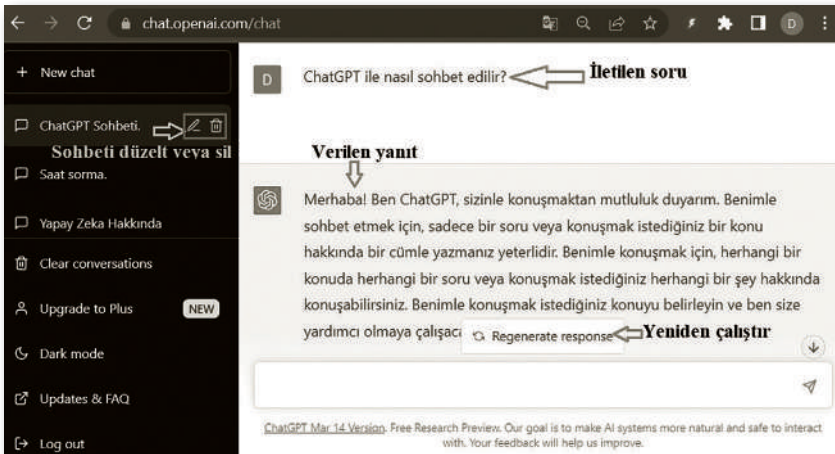 chat.openai.com/chat
D
+ New chat
ChatGPT Sohbeti.
Sohbeti düzelt veya sil
Saat sorma.
Yapay Zeka Hakkında
Clear conversations
Upgrade to Plus NEW
Dark mode
Updates & FAQ
Log out
D ChatGPT ile nasıl sohbet edilir? İletilen soru
Verilen yanıt
Merhaba! Ben ChatGPT, sizinle konuşmaktan mutluluk duyarım. Benimle
sohbet etmek için, sadece bir soru veya konuşmak istediğiniz bir konu
hakkında bir cümle yazmanız yeterlidir. Benimle konuşmak için, herhangi bir
konuda herhangi bir soru veya konuşmak istediğiniz herhangi bir şey hakkında
konuşabilirsiniz. Benimle konuşmak istediğiniz konuyu belirleyin ve ben size
yardımcı olmaya Regenerate response Yeniden çalıştır
ChatGPT Mar 14 Version. Free Research Preview. Our goal is to make AI systems more natural and safe to interact
with. Your feedback will help us improve.